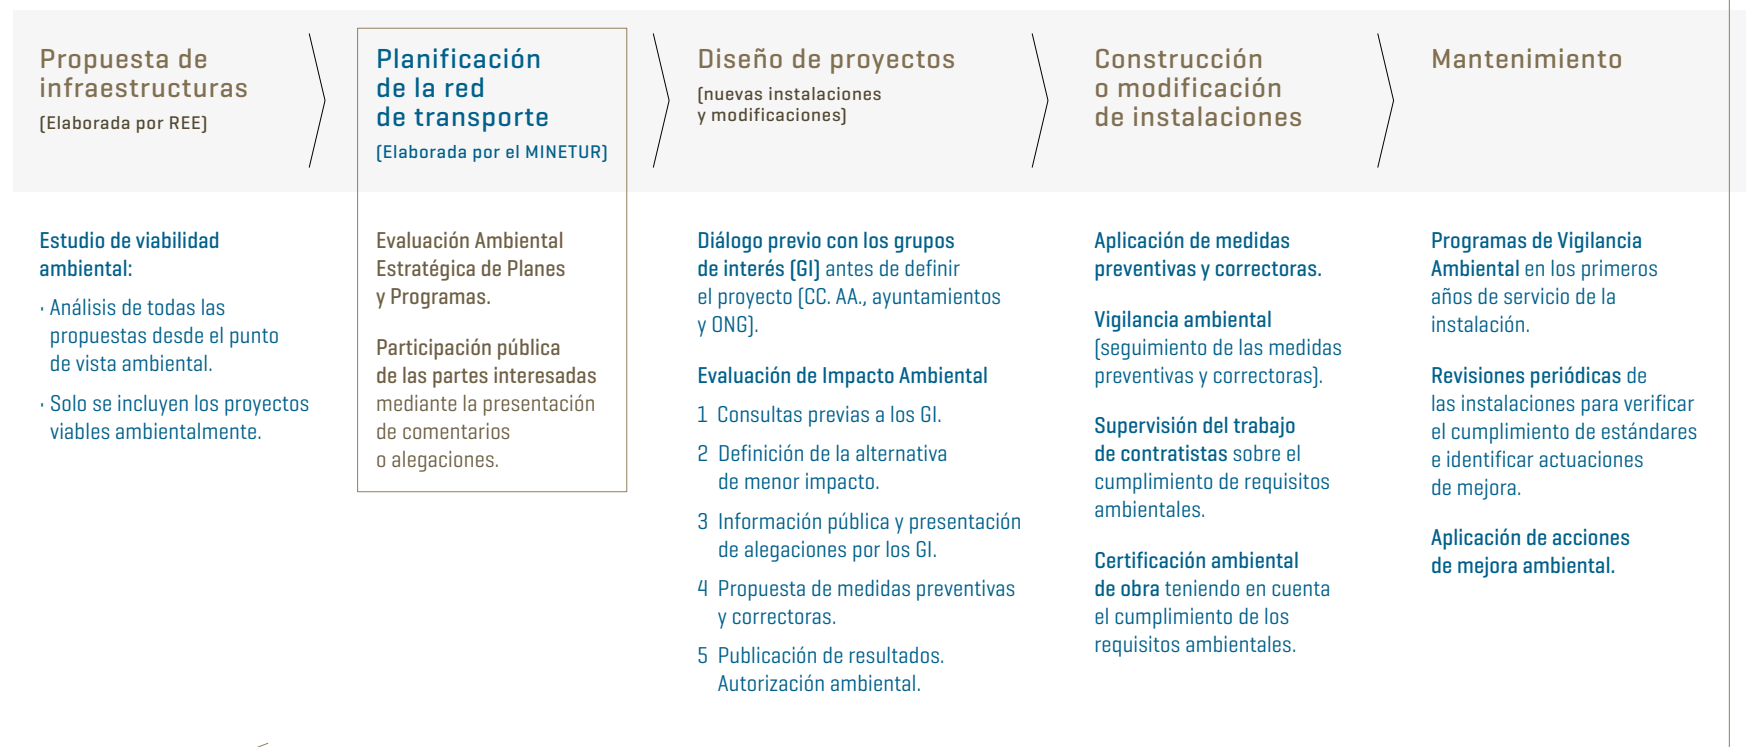 Propuesta de
infraestructuras
(Elaborada por REE)
Estudio de viabilidad
ambiental:
· Análisis de todas las
propuestas desde el punto
de vista ambiental.
· Solo se incluyen los proyectos
viables ambientalmente.
Planificación
de la red
de transporte
(Elaborada por el MINETUR)
Evaluación Ambiental
Estratégica de Planes
y Programas.
Participación pública
de las partes interesadas
mediante la presentación
de comentarios
o alegaciones.
Diseño de proyectos
(nuevas instalaciones
y modificaciones)
Diálogo previo con los grupos
de interés (GI) antes de definir
el proyecto (CC. AA., ayuntamientos
y ONG).
Evaluación de Impacto Ambiental
1 Consultas previas a los GI.
2 Definición de la alternativa
de menor impacto.
3 Información pública y presentación
de alegaciones por los GI.
4 Propuesta de medidas preventivas
y correctoras.
5 Publicación de resultados.
Autorización ambiental.
Construcción
o modificación
de instalaciones
Aplicación de medidas
preventivas y correctoras.
Vigilancia ambiental
(seguimiento de las medidas
preventivas y correctoras).
Supervisión del trabajo
de contratistas sobre el
cumplimiento de requisitos
ambientales.
Certificación ambiental
de obra teniendo en cuenta
el cumplimiento de los
requisitos ambientales.
Mantenimiento
Programas de Vigilancia
Ambiental en los primeros
años de servicio de la
instalación.
Revisiones periódicas de
las instalaciones para verificar
el cumplimiento de estándares
e identificar actuaciones
de mejora.
Aplicación de acciones
de mejora ambiental.